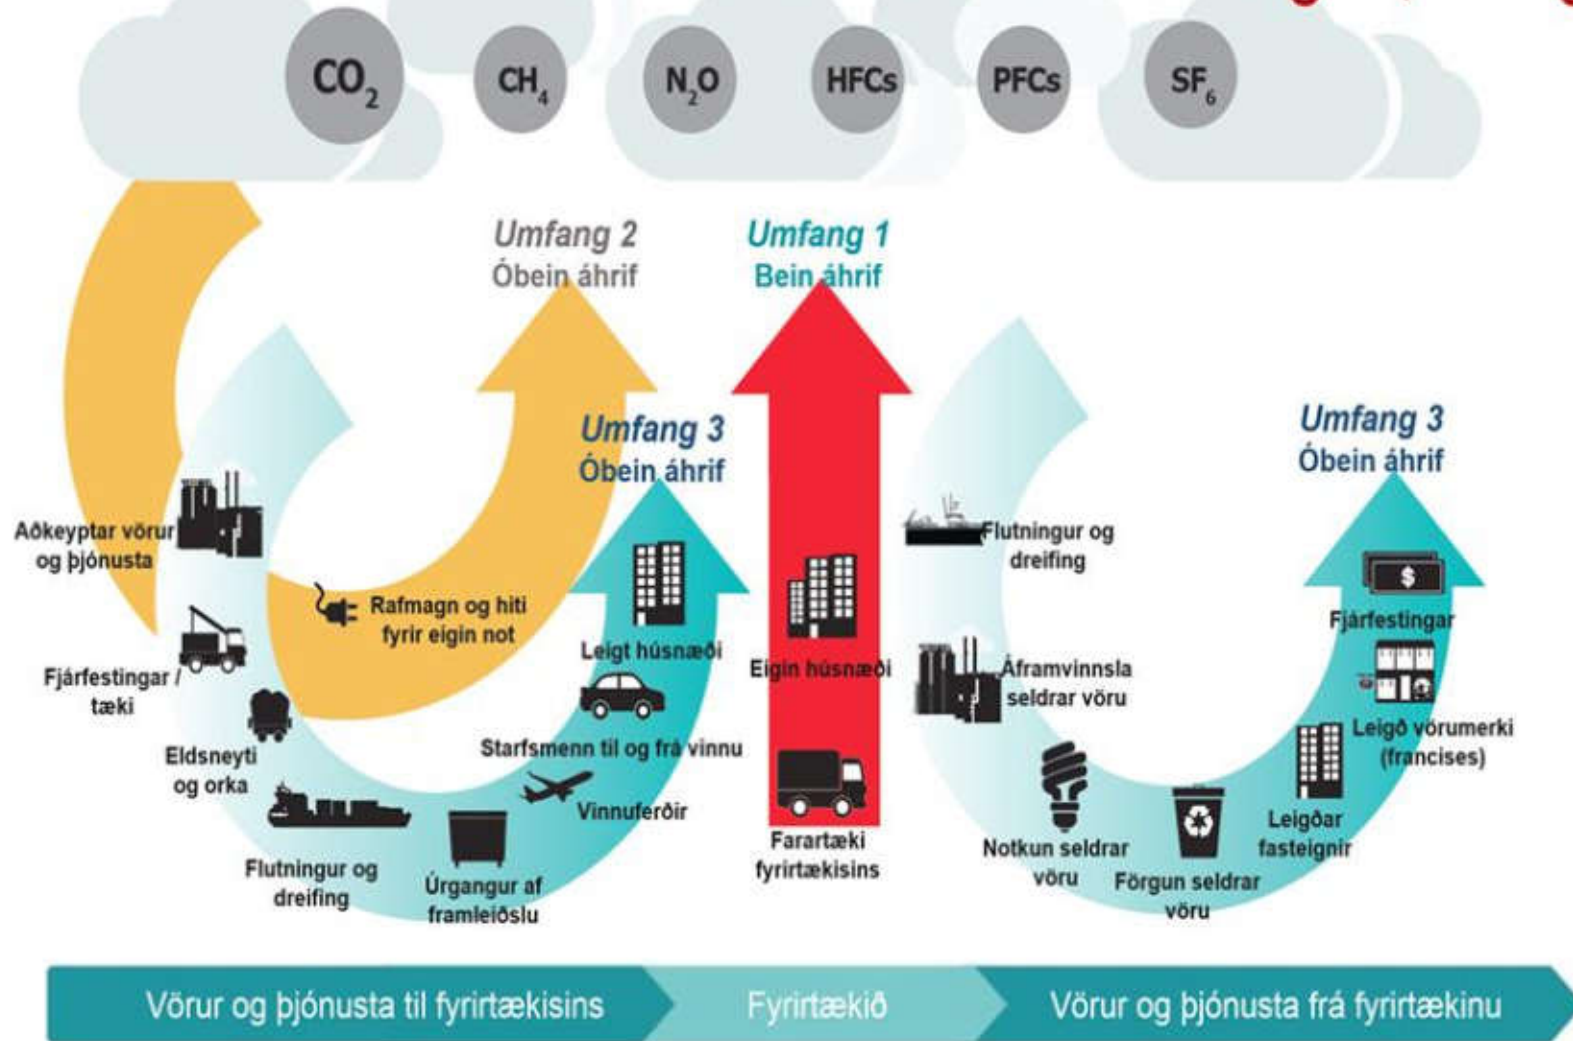 CO₂
CH₄
N₂O
HFCs
PFCs
SF₆
Umfang 2
Óbein áhrif
Umfang 1
Bein áhrif
Umfang 3
Óbein áhrif
Umfang 3
Óbein áhrif
Aðkeyptar vörur
og þjónusta
Rafmagn og hiti
fyrir eigin not
Fjárfestingar /
tæki
Eldsneyti
og orka
Flutningur og
dreifing
Úrgangur af
framleiðslu
Vinnuferðir
Starfsmenn til og frá vinnu
Leigt húsnæði
Eigin húsnæði
Farartæki
fyrirtækisins
Flutningur og
dreifing
Áframvinnsla
seldrar vöru
Notkun seldrar
vöru
Förgun seldrar
vöru
Leigðar
fasteignir
Leigð vörumerki
(francises)
Fjárfestingar
$
Vörur og þjónusta til fyrirtækisins
Fyrirtækið
Vörur og þjónusta frá fyrirtækinu